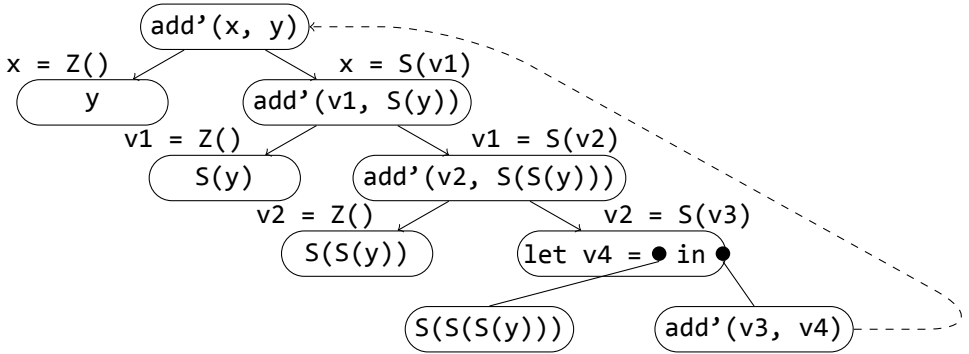 add’(x, y)
x = Z()
x = S(v1)
y
add’(v1, S(y))
v1 = Z()
v1 = S(v2)
S(y)
add’(v2, S(S(y)))
v2 = Z()
v2 = S(v3)
S(S(y))
let v4 = ● in ●
S(S(S(y)))
add’(v3, v4)